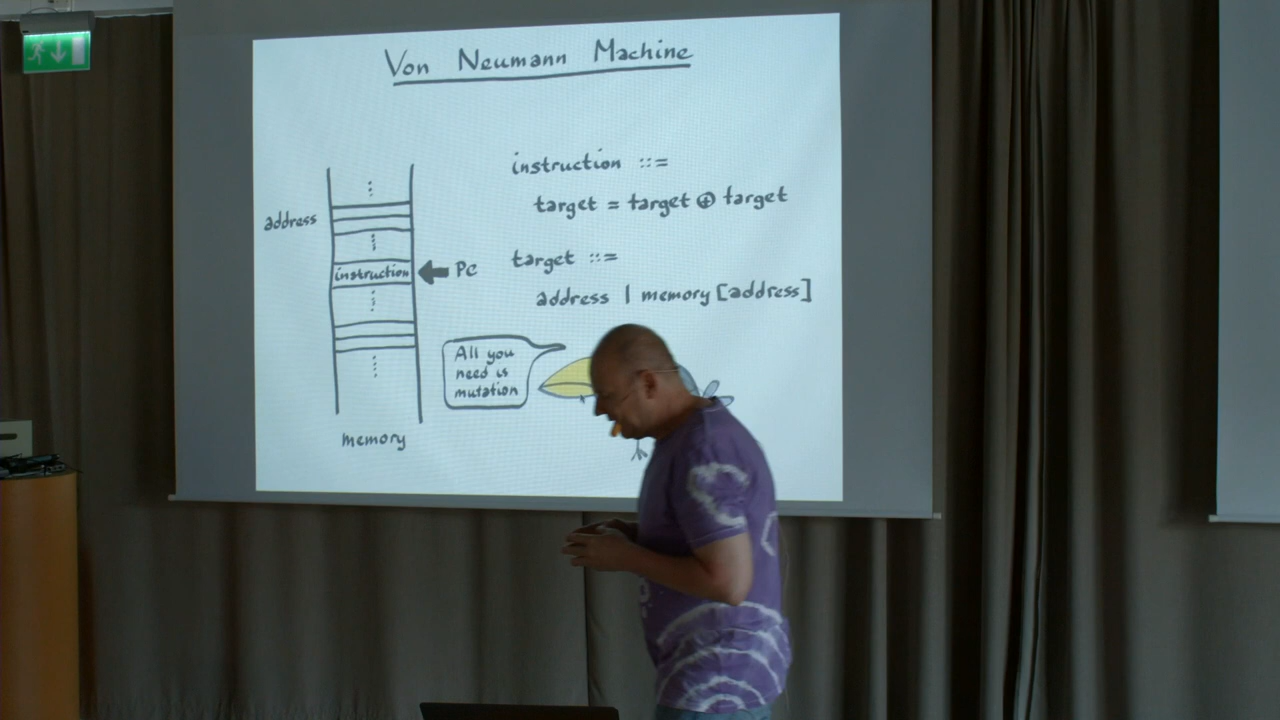 Von Neumann Machine
address
instruction
PC
memory
instruction ::=
target = target ⊕ target
target ::=
address | memory [address]
All you
need is
mutation